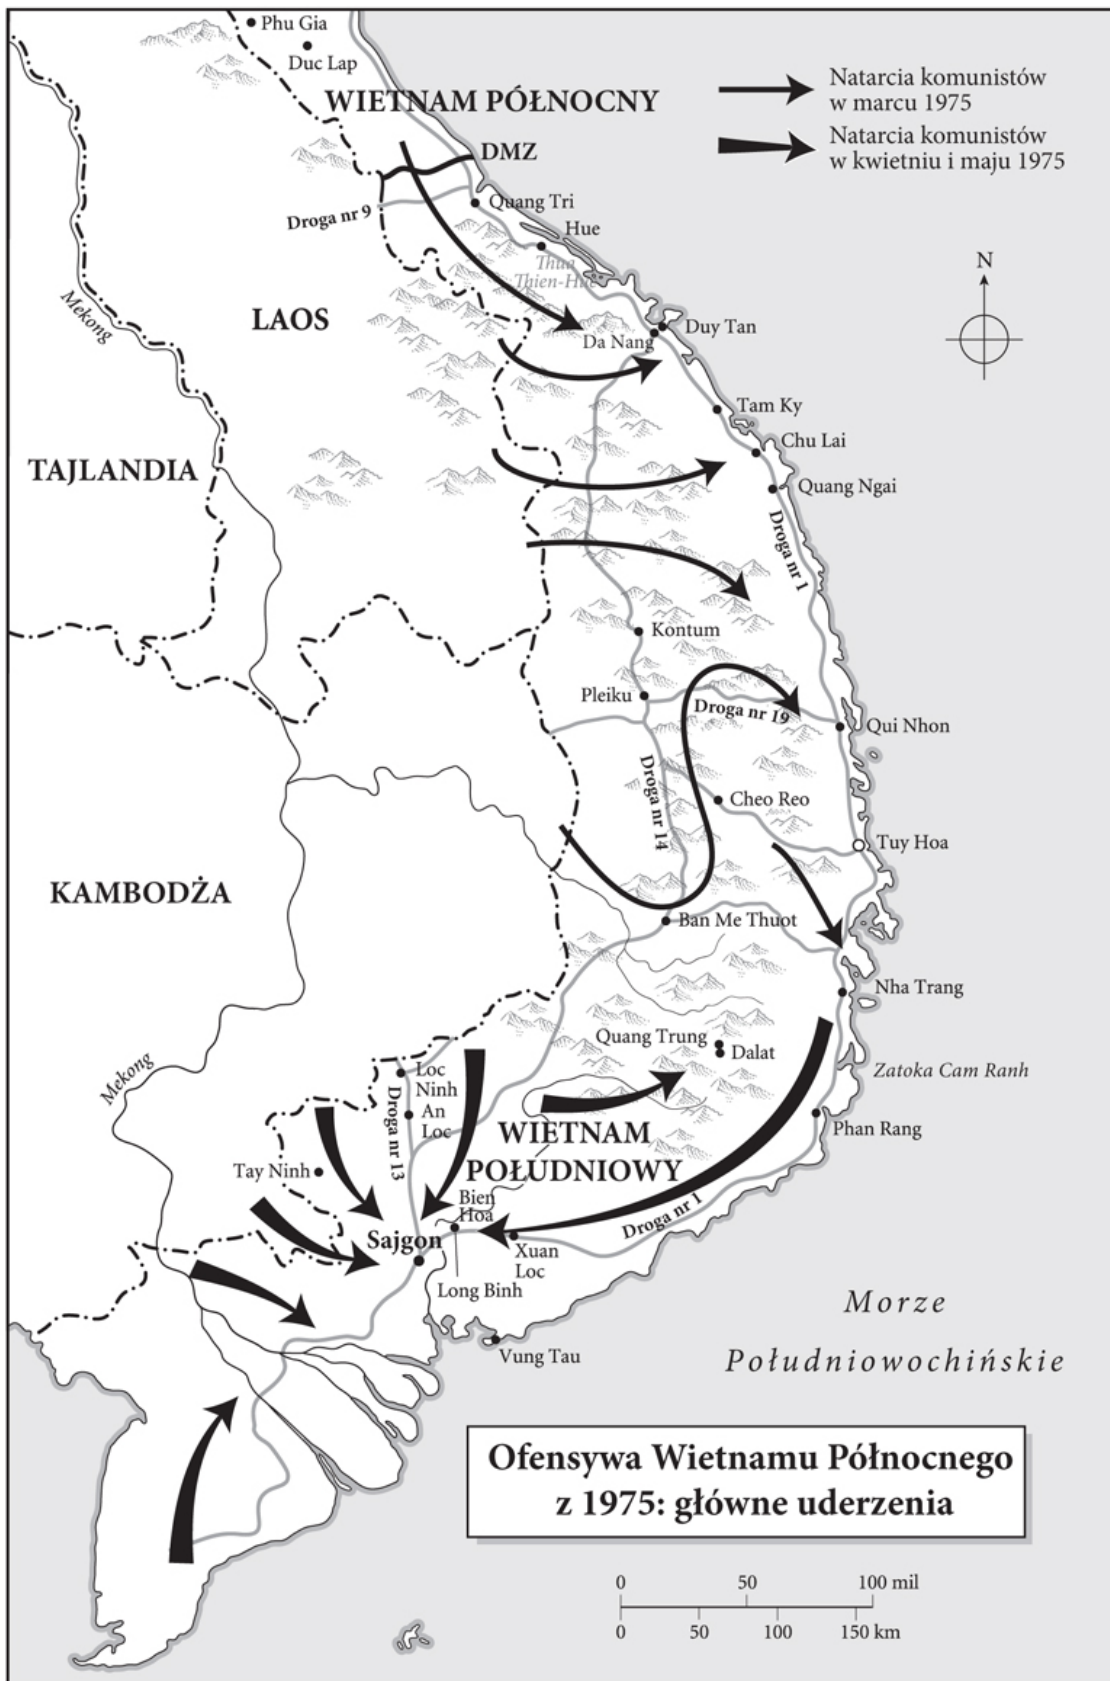 Phu Gia
Duc Lap
WIETNAM PÓŁNOCNY
Natarcia komunistów
w marcu 1975
Natarcia komunistów
w kwietniu i maju 1975
DMZ
Quang Tri
Droga nr 9
Hue
Thua
Thien-Hue
N
Mekong
LAOS
Duy Tan
Da Nang
Tam Ky
Chu Lai
TAJLANDIA
Quang Ngai
Droga nr 1
Kontum
Pleiku
Droga nr 19
Qui Nhon
Droga nr 14
Cheo Reo
Tuy Hoa
KAMBODŻA
Ban Me Thuot
Nha Trang
Quang Trung
Dalat
Zatoka Cam Ranh
Mekong
Loc
Ninh
An
Loc
Droga nr 13
Phan Rang
WIETNAM
POŁUDNIOWY
Tay Ninh
Bien
Hoa
Droga nr 1
Sajgon
Xuan
Loc
Long Binh
Vung Tau
Morze
Południowochińskie
Ofensywa Wietnamu Północnego
z 1975: główne uderzenia
0 50 100 mil
0 50 100 150 km